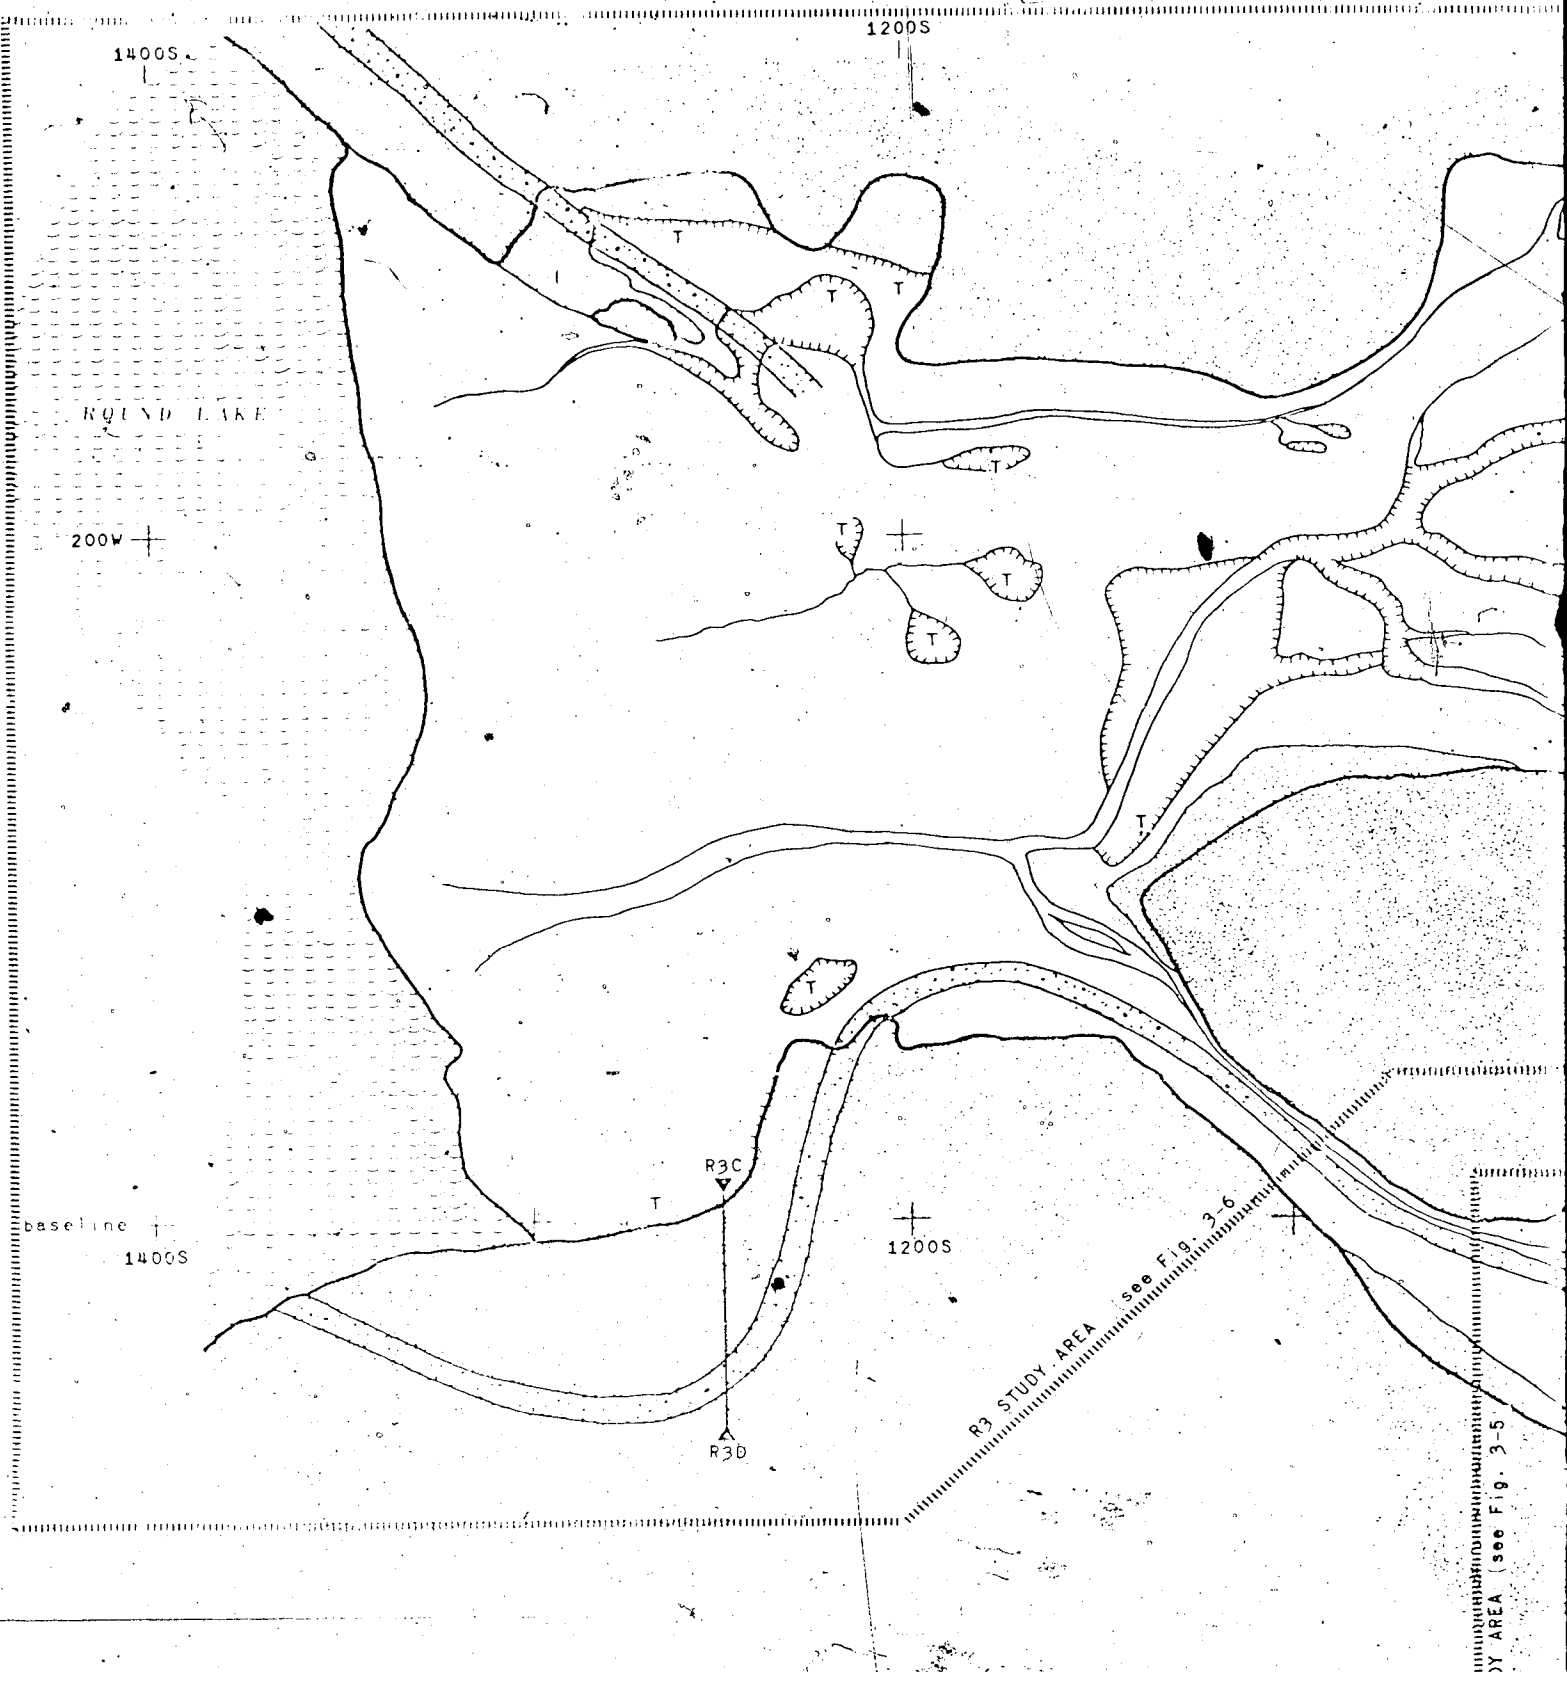 1400S
1200S
T
T
T
ROUND LAKE
T
200W
T
T
T
T
T
R3C
T
baseline
1400S
1200S
R3D
R3 STUDY AREA
see Fig. 3-6
DY AREA (see Fig. 3-5